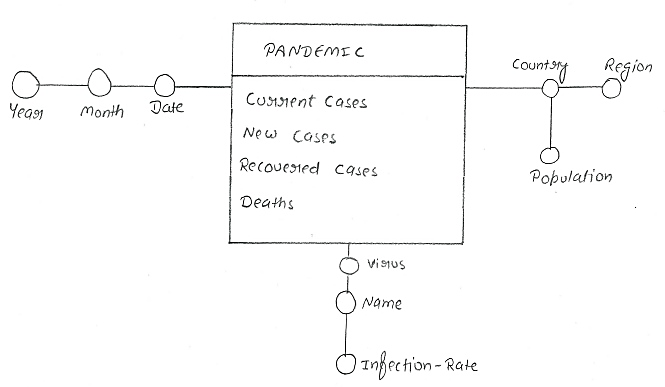 PANDEMIC
Current Cases
New Cases
Recovered Cases
Deaths
Year
Month
Date
Country
Region
Population
Virus
Name
Infection-Rate